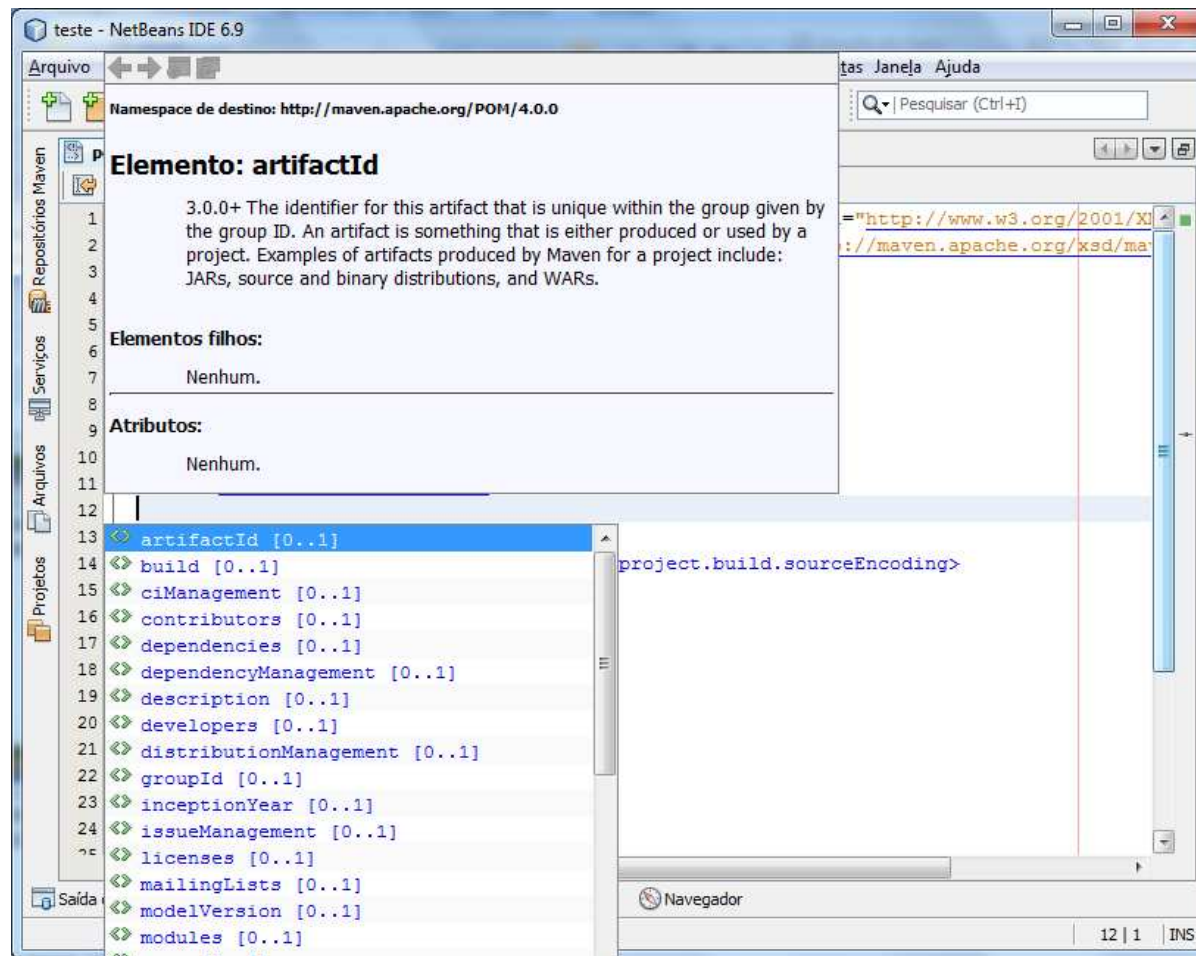 teste - NetBeans IDE 6.9
Arquivo
tas Janela Ajuda
Pesquisar (Ctrl+I)
Namespace de destino: http://maven.apache.org/POM/4.0.0
Elemento: artifactId
3.0.0+ The identifier for this artifact that is unique within the group given by
the group ID. An artifact is something that is either produced or used by a
project. Examples of artifacts produced by Maven for a project include:
JARs, source and binary distributions, and WARs.
Elementos filhos:
Nenhum.
Atributos:
Nenhum.
Repositórios Maven
Serviços
Arquivos
Projetos
="http://www.w3.org/2001/XM
://maven.apache.org/xsd/ma
1
2
3
4
5
6
7
8
9
10
11
12
13
14
15
16
17
18
19
20
21
22
23
24
25
artifactId [0..1]
build [0..1]
project.build.sourceEncoding>
ciManagement [0..1]
contributors [0..1]
dependencies [0..1]
dependencyManagement [0..1]
description [0..1]
developers [0..1]
distributionManagement [0..1]
groupId [0..1]
inceptionYear [0..1]
issueManagement [0..1]
licenses [0..1]
mailingLists [0..1]
modelVersion [0..1]
modules [0..1]
Saída
Navegador
12 | 1 INS